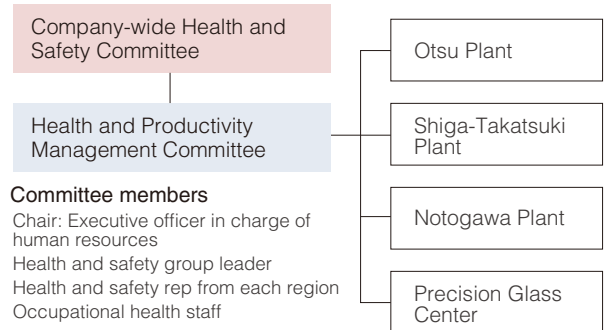 Company-wide Health and
Safety Committee
Health and Productivity
Management Committee
Committee members
Chair: Executive officer in charge of
human resources
Health and safety group leader
Health and safety rep from each region
Occupational health staff
Otsu Plant
Shiga-Takatsuki
Plant
Notogawa Plant
Precision Glass
Center